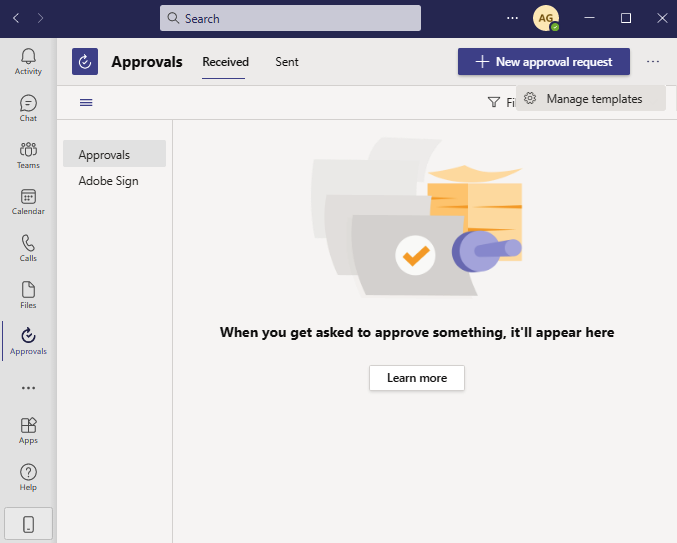 Search
AG
Activity
Chat
Teams
Calendar
Calls
Files
Approvals
Apps
Help
Approvals
Received
Sent
New approval request
Manage templates
Approvals
Adobe Sign
When you get asked to approve something, it'll appear here
Learn more